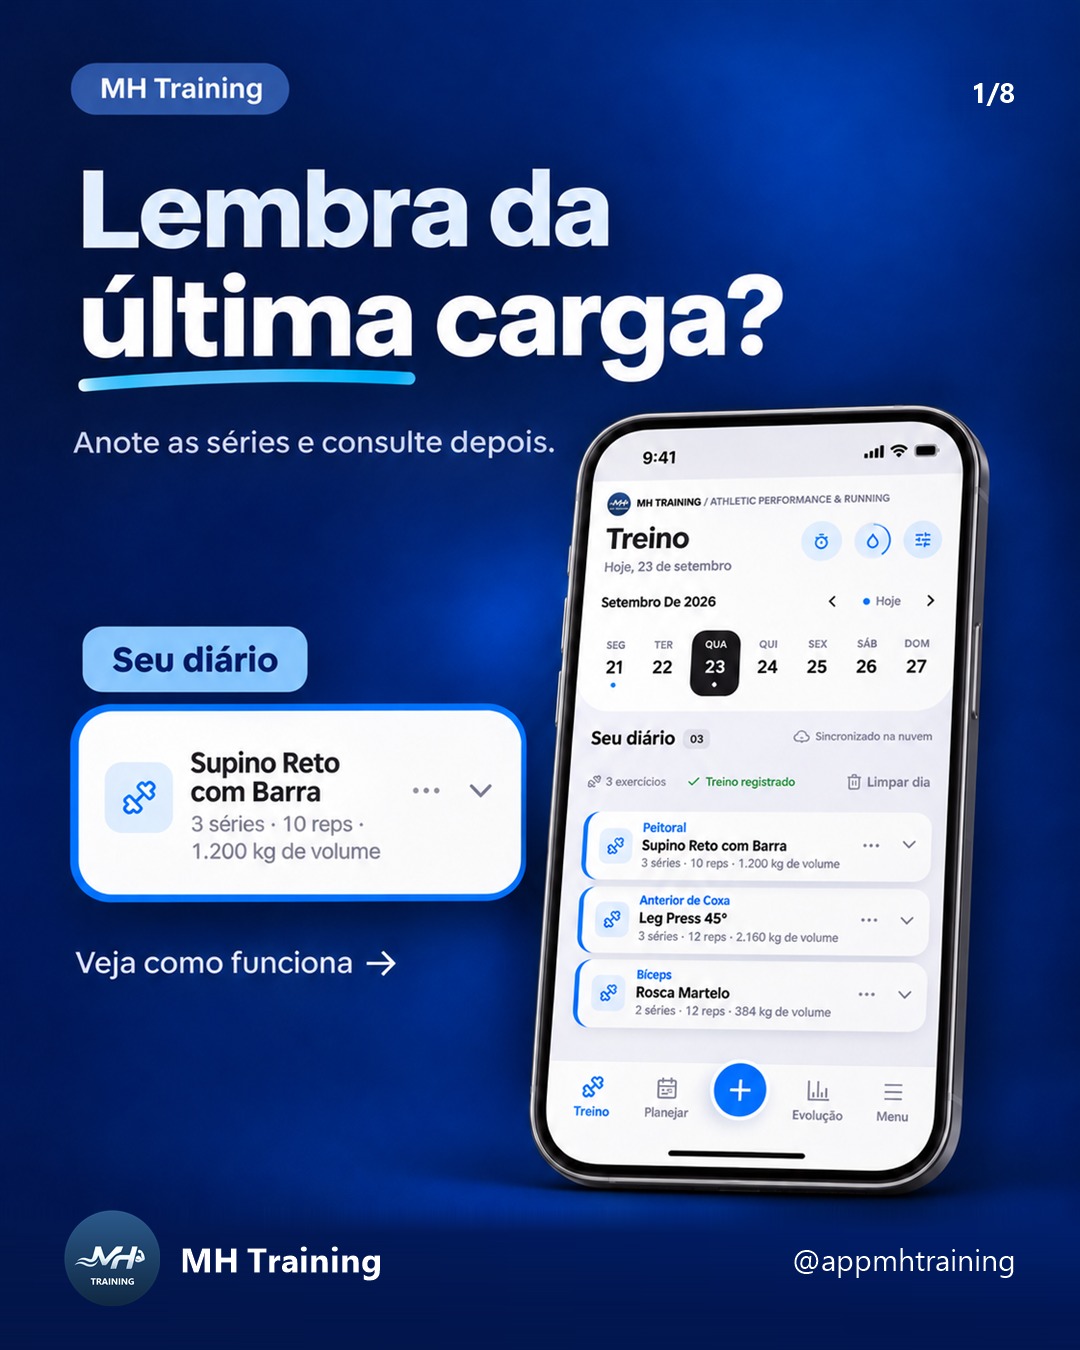 MH Training
1/8
Lembra da
última carga?
Anote as séries e consulte depois.
Seu diário
Supino Reto
com Barra
3 séries · 10 reps ·
1.200 kg de volume
Veja como funciona →
9:41
MH TRAINING / ATHLETIC PERFORMANCE & RUNNING
Treino
Hoje, 23 de setembro
Setembro De 2026
Hoje
SEG TER QUA QUI SEX SÁB DOM
21 22 23 24 25 26 27
Seu diário 03
Sincronizado na nuvem
3 exercícios
Treino registrado
Limpar dia
Peitoral
Supino Reto com Barra
3 séries · 10 reps · 1.200 kg de volume
Anterior de Coxa
Leg Press 45°
3 séries · 12 reps · 2.160 kg de volume
Bíceps
Rosca Martelo
2 séries · 12 reps · 384 kg de volume
Treino Planejar Evolução Menu
MH
TRAINING
MH Training
@appmhtraining